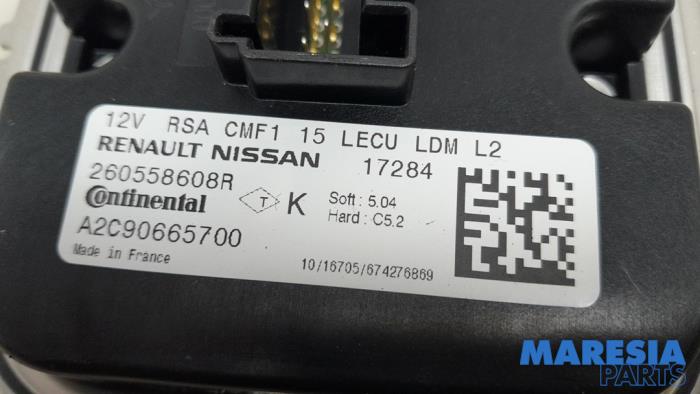 12V RSA CMF1 15 LECU LDM L2
RENAULT NISSAN 17284
260558608R
Continental
T K
Soft : 5.04
Hard : C5.2
A2C90665700
Made in France
10/16705/674276869
MARESIA
PARTS